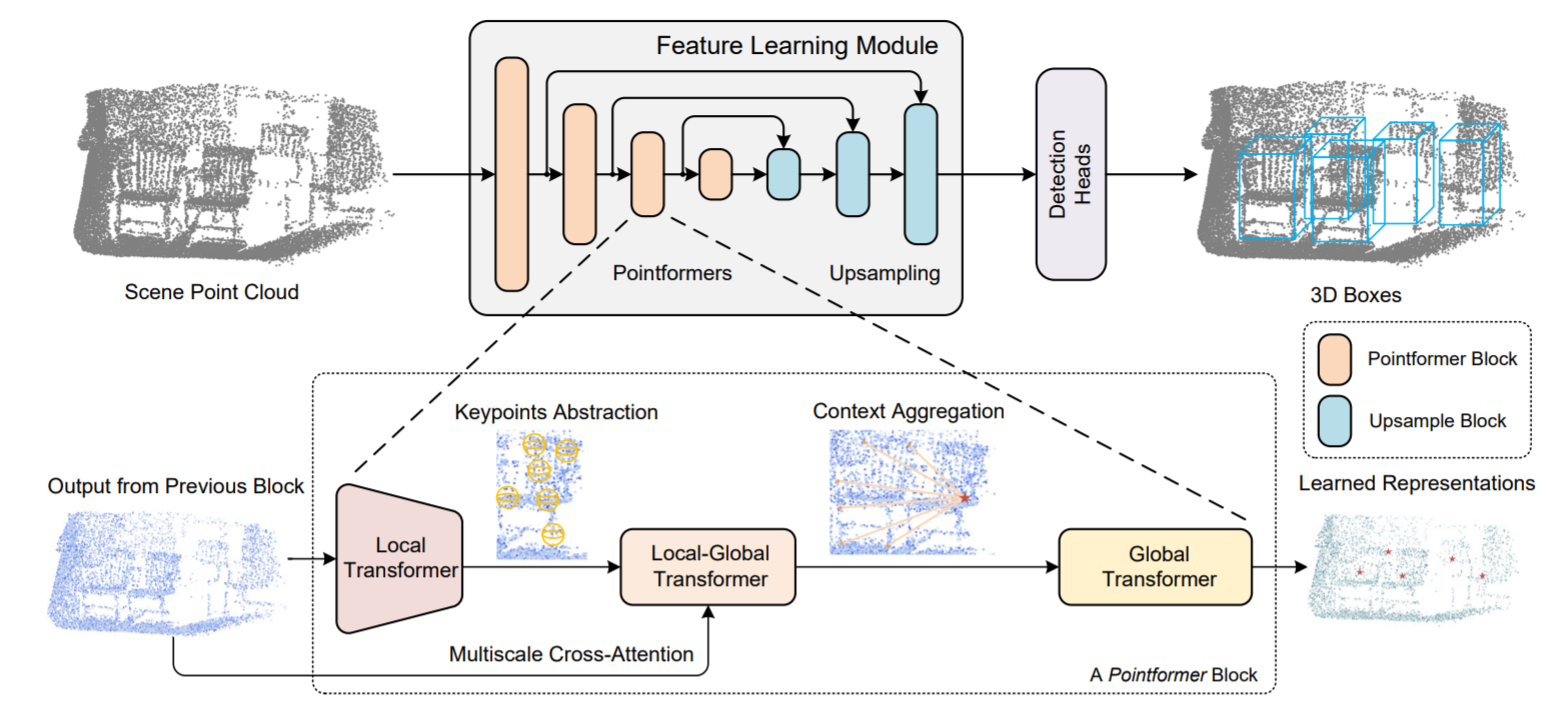 Feature Learning Module
Pointformers
Upsampling
Detection
Heads
Scene Point Cloud
3D Boxes
Pointformer Block
Upsample Block
Keypoints Abstraction
Context Aggregation
Output from Previous Block
Learned Representations
Local
Transformer
Local-Global
Transformer
Global
Transformer
Multiscale Cross-Attention
A Pointformer Block